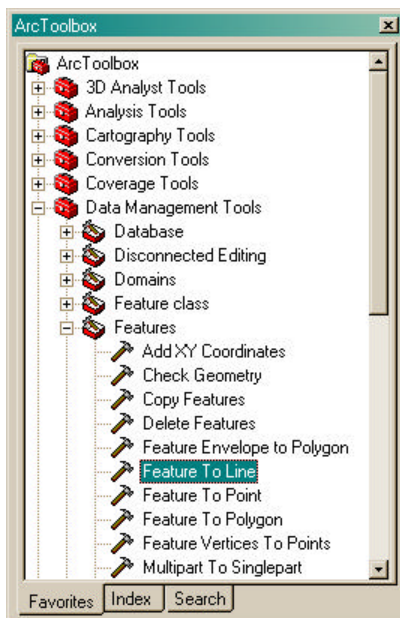 ArcToolbox
ArcToolbox
3D Analyst Tools
Analysis Tools
Cartography Tools
Conversion Tools
Coverage Tools
Data Management Tools
Database
Disconnected Editing
Domains
Feature class
Features
Add XY Coordinates
Check Geometry
Copy Features
Delete Features
Feature Envelope to Polygon
Feature To Line
Feature To Point
Feature To Polygon
Feature Vertices To Points
Multipart To Singlepart
Favorites Index Search